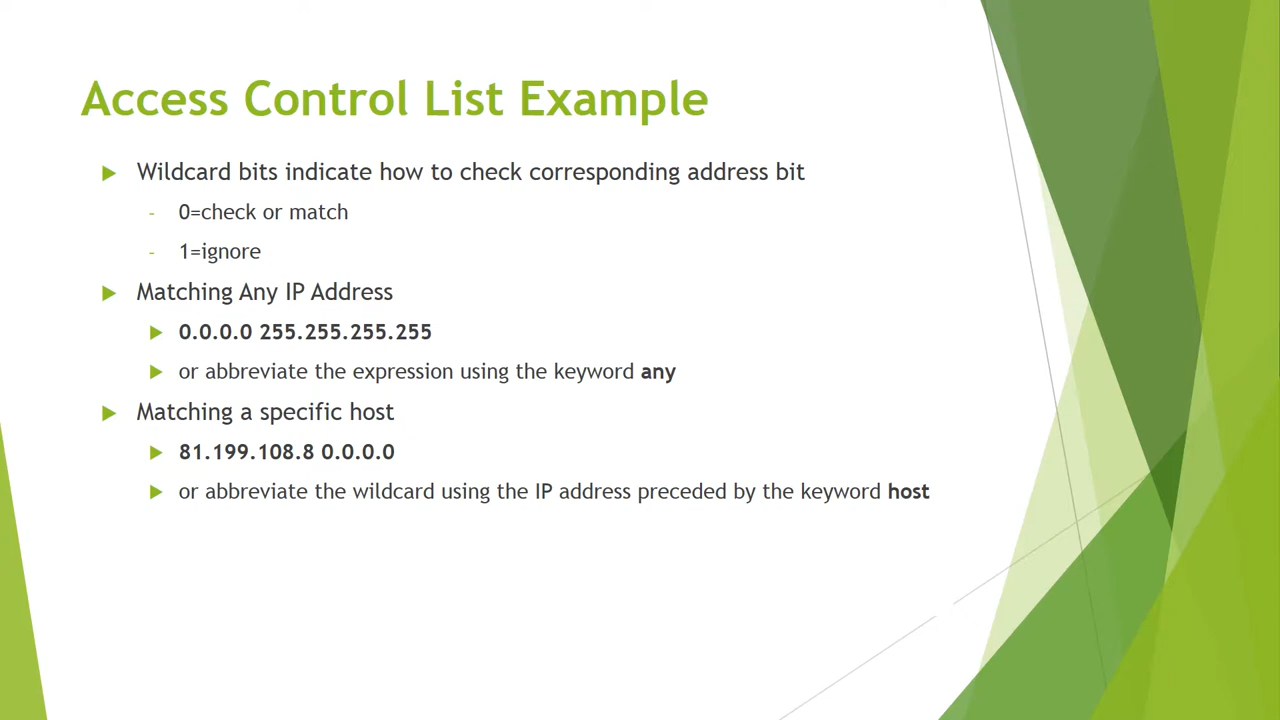 Access Control List Example
Wildcard bits indicate how to check corresponding address bit
- 0=check or match
- 1=ignore
Matching Any IP Address
0.0.0.0 255.255.255.255
or abbreviate the expression using the keyword any
Matching a specific host
81.199.108.8 0.0.0.0
or abbreviate the wildcard using the IP address preceded by the keyword host